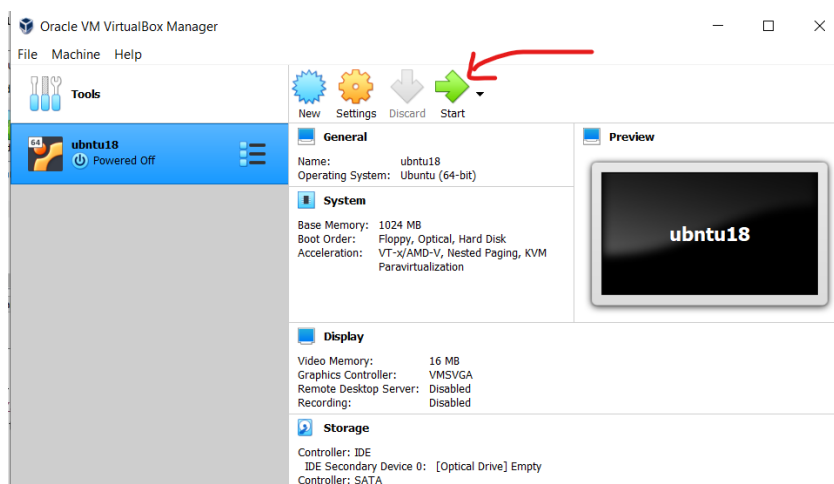 Oracle VM VirtualBox Manager
File Machine Help
Tools
New Settings Discard Start
64
ubntu18
Powered Off
General
Name: ubntu18
Operating System: Ubuntu (64-bit)
Preview
ubntu18
System
Base Memory: 1024 MB
Boot Order: Floppy, Optical, Hard Disk
Acceleration: VT-x/AMD-V, Nested Paging, KVM
Paravirtualization
Display
Video Memory: 16 MB
Graphics Controller: VMSVGA
Remote Desktop Server: Disabled
Recording: Disabled
Storage
Controller: IDE
IDE Secondary Device 0: [Optical Drive] Empty
Controller: SATA